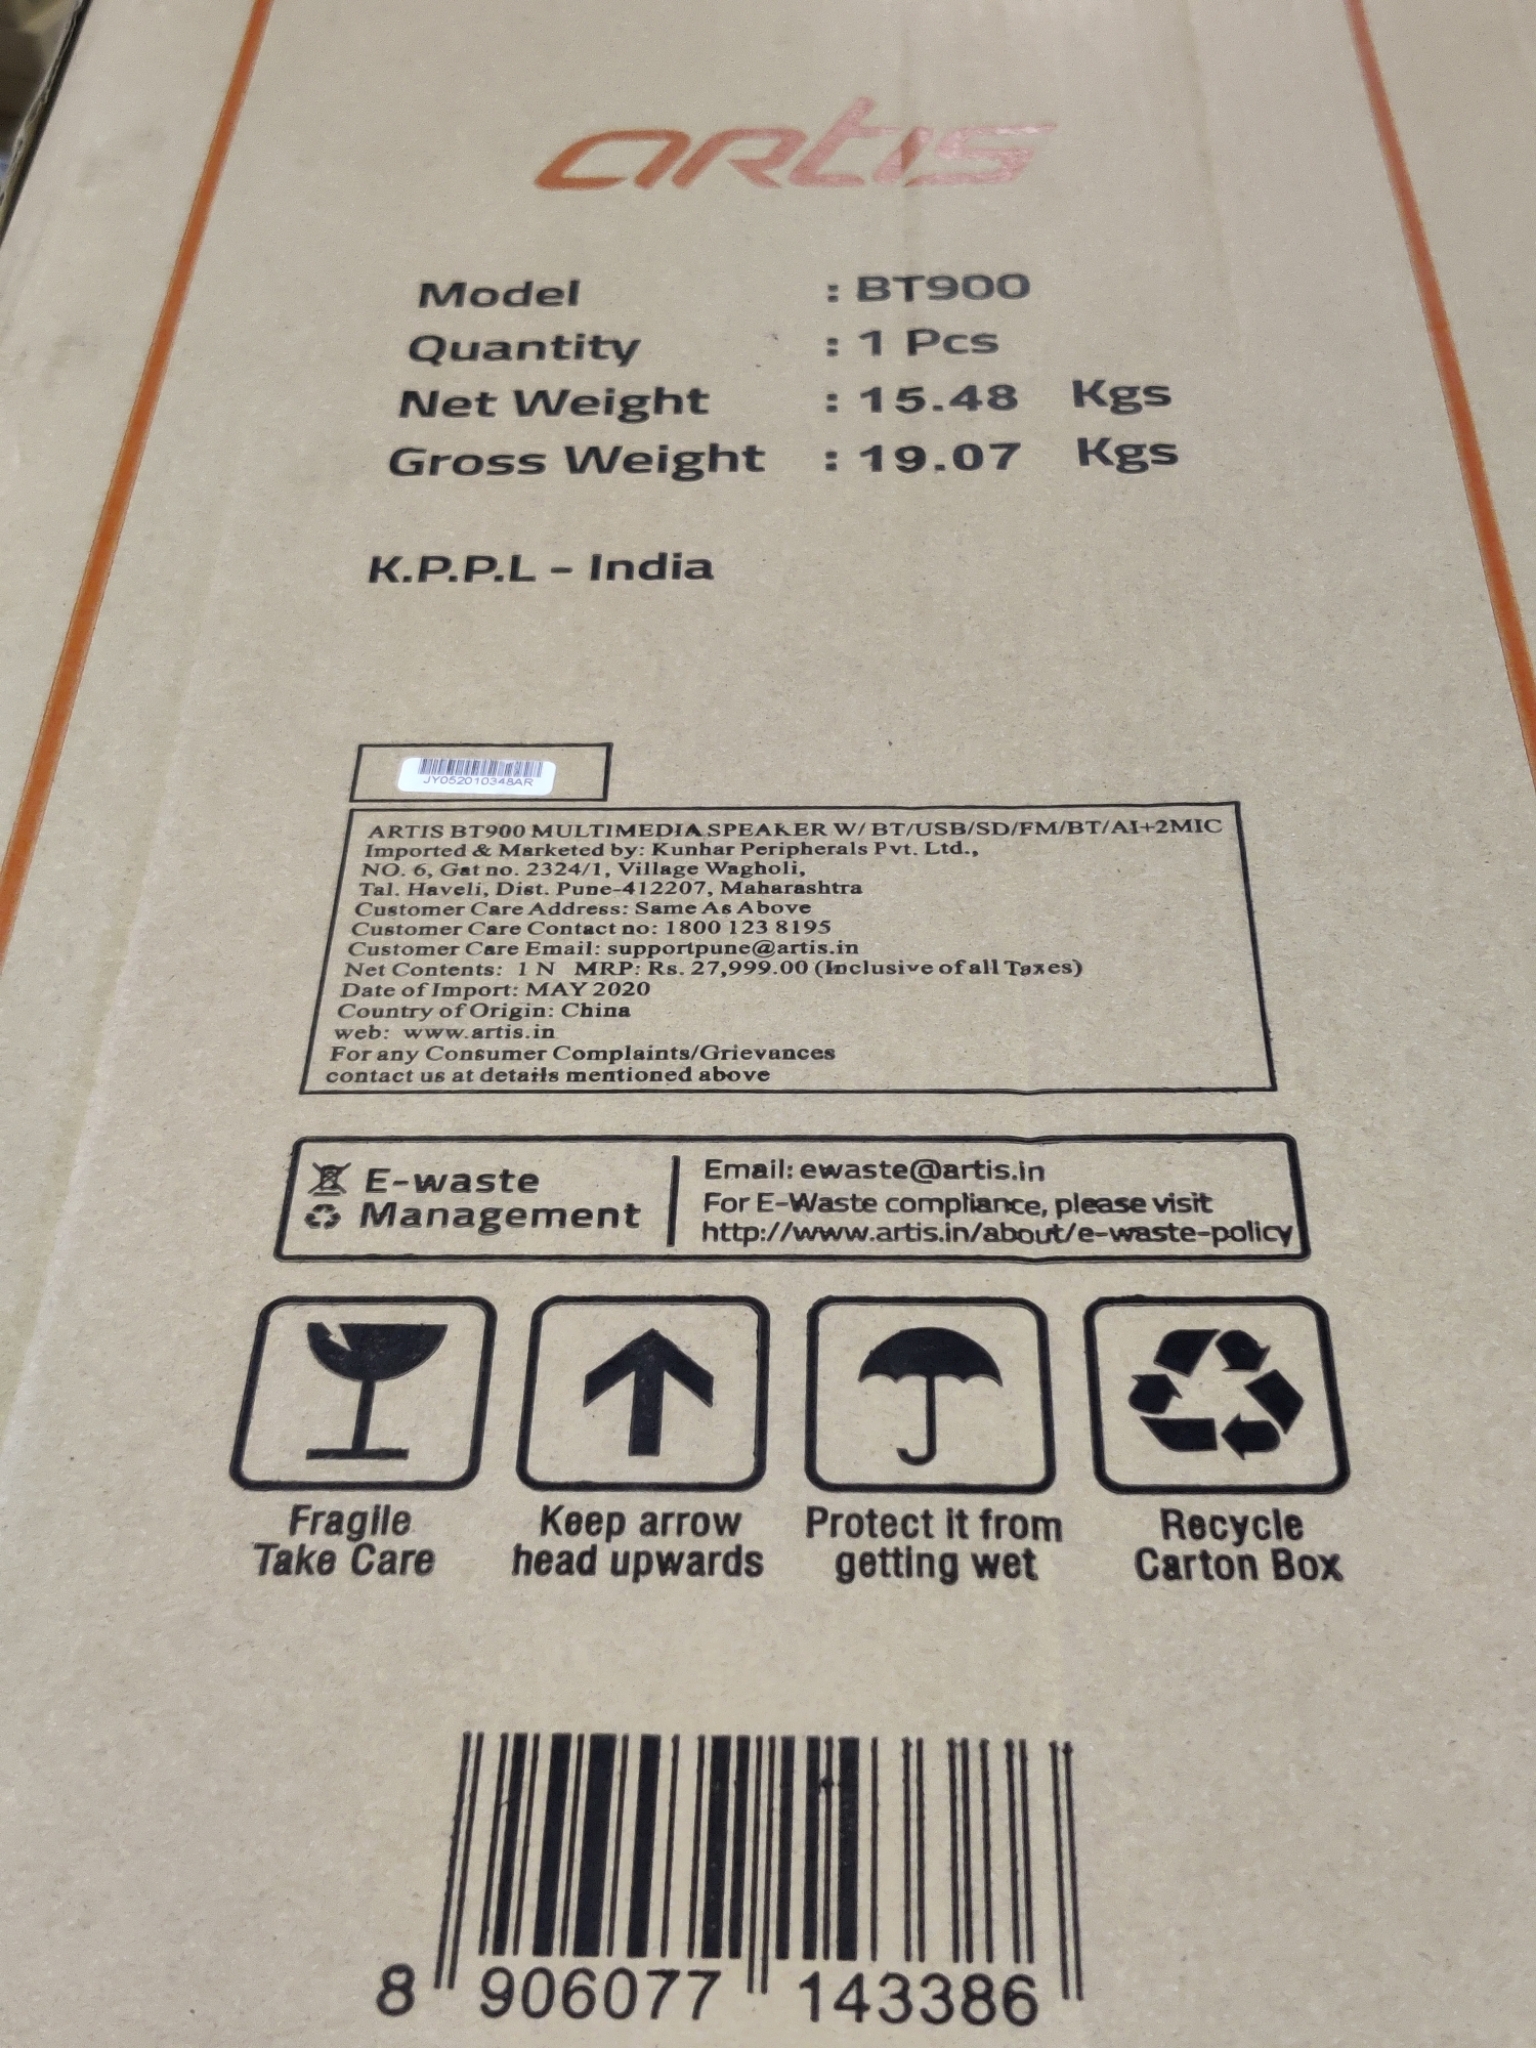 artis
Model : BT900
Quantity : 1 Pcs
Net Weight : 15.48 Kgs
Gross Weight : 19.07 Kgs
K.P.P.L - India
JY052010348AR
ARTIS BT900 MULTIMEDIA SPEAKER W/ BT/USB/SD/FM/BT/AI+2MIC
Imported & Marketed by: Kunhar Peripherals Pvt. Ltd.,
NO. 6, Gat no. 2324/1, Village Wagholi,
Tal. Haveli, Dist. Pune-412207, Maharashtra
Customer Care Address: Same As Above
Customer Care Contact no: 1800 123 8195
Customer Care Email: supportpune@artis.in
Net Contents: 1 N MRP: Rs. 27,999.00 (Inclusive of all Taxes)
Date of Import: MAY 2020
Country of Origin: China
web: www.artis.in
For any Consumer Complaints/Grievances
contact us at details mentioned above
E-waste
Management
Email: ewaste@artis.in
For E-Waste compliance, please visit
http://www.artis.in/about/e-waste-policy
Fragile
Take Care
Keep arrow
head upwards
Protect it from
getting wet
Recycle
Carton Box
8 906077 143386